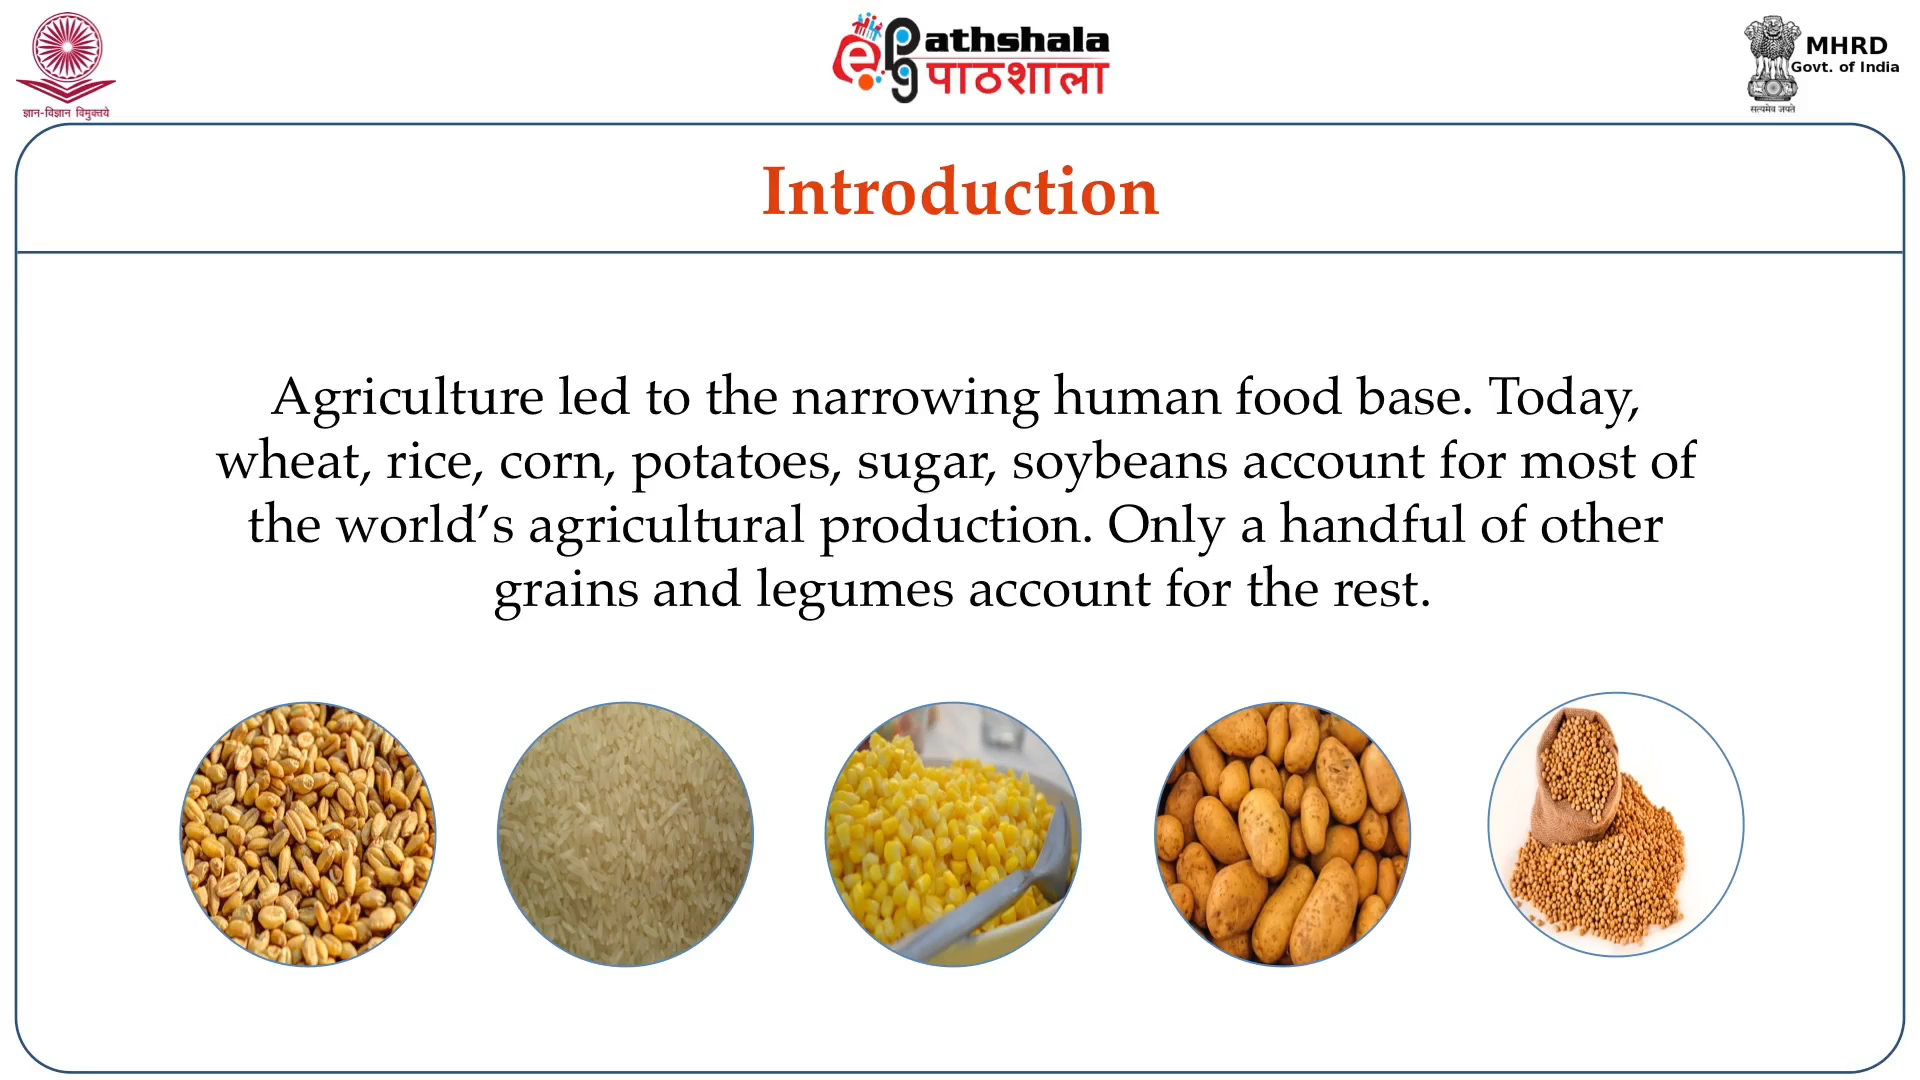 ज्ञान-विज्ञान विमुक्तये
e
pg
athshala
पाठशाला
MHRD
Govt. of India
सत्यमेव जयते
Introduction
Agriculture led to the narrowing human food base. Today,
wheat, rice, corn, potatoes, sugar, soybeans account for most of
the world’s agricultural production. Only a handful of other
grains and legumes account for the rest.